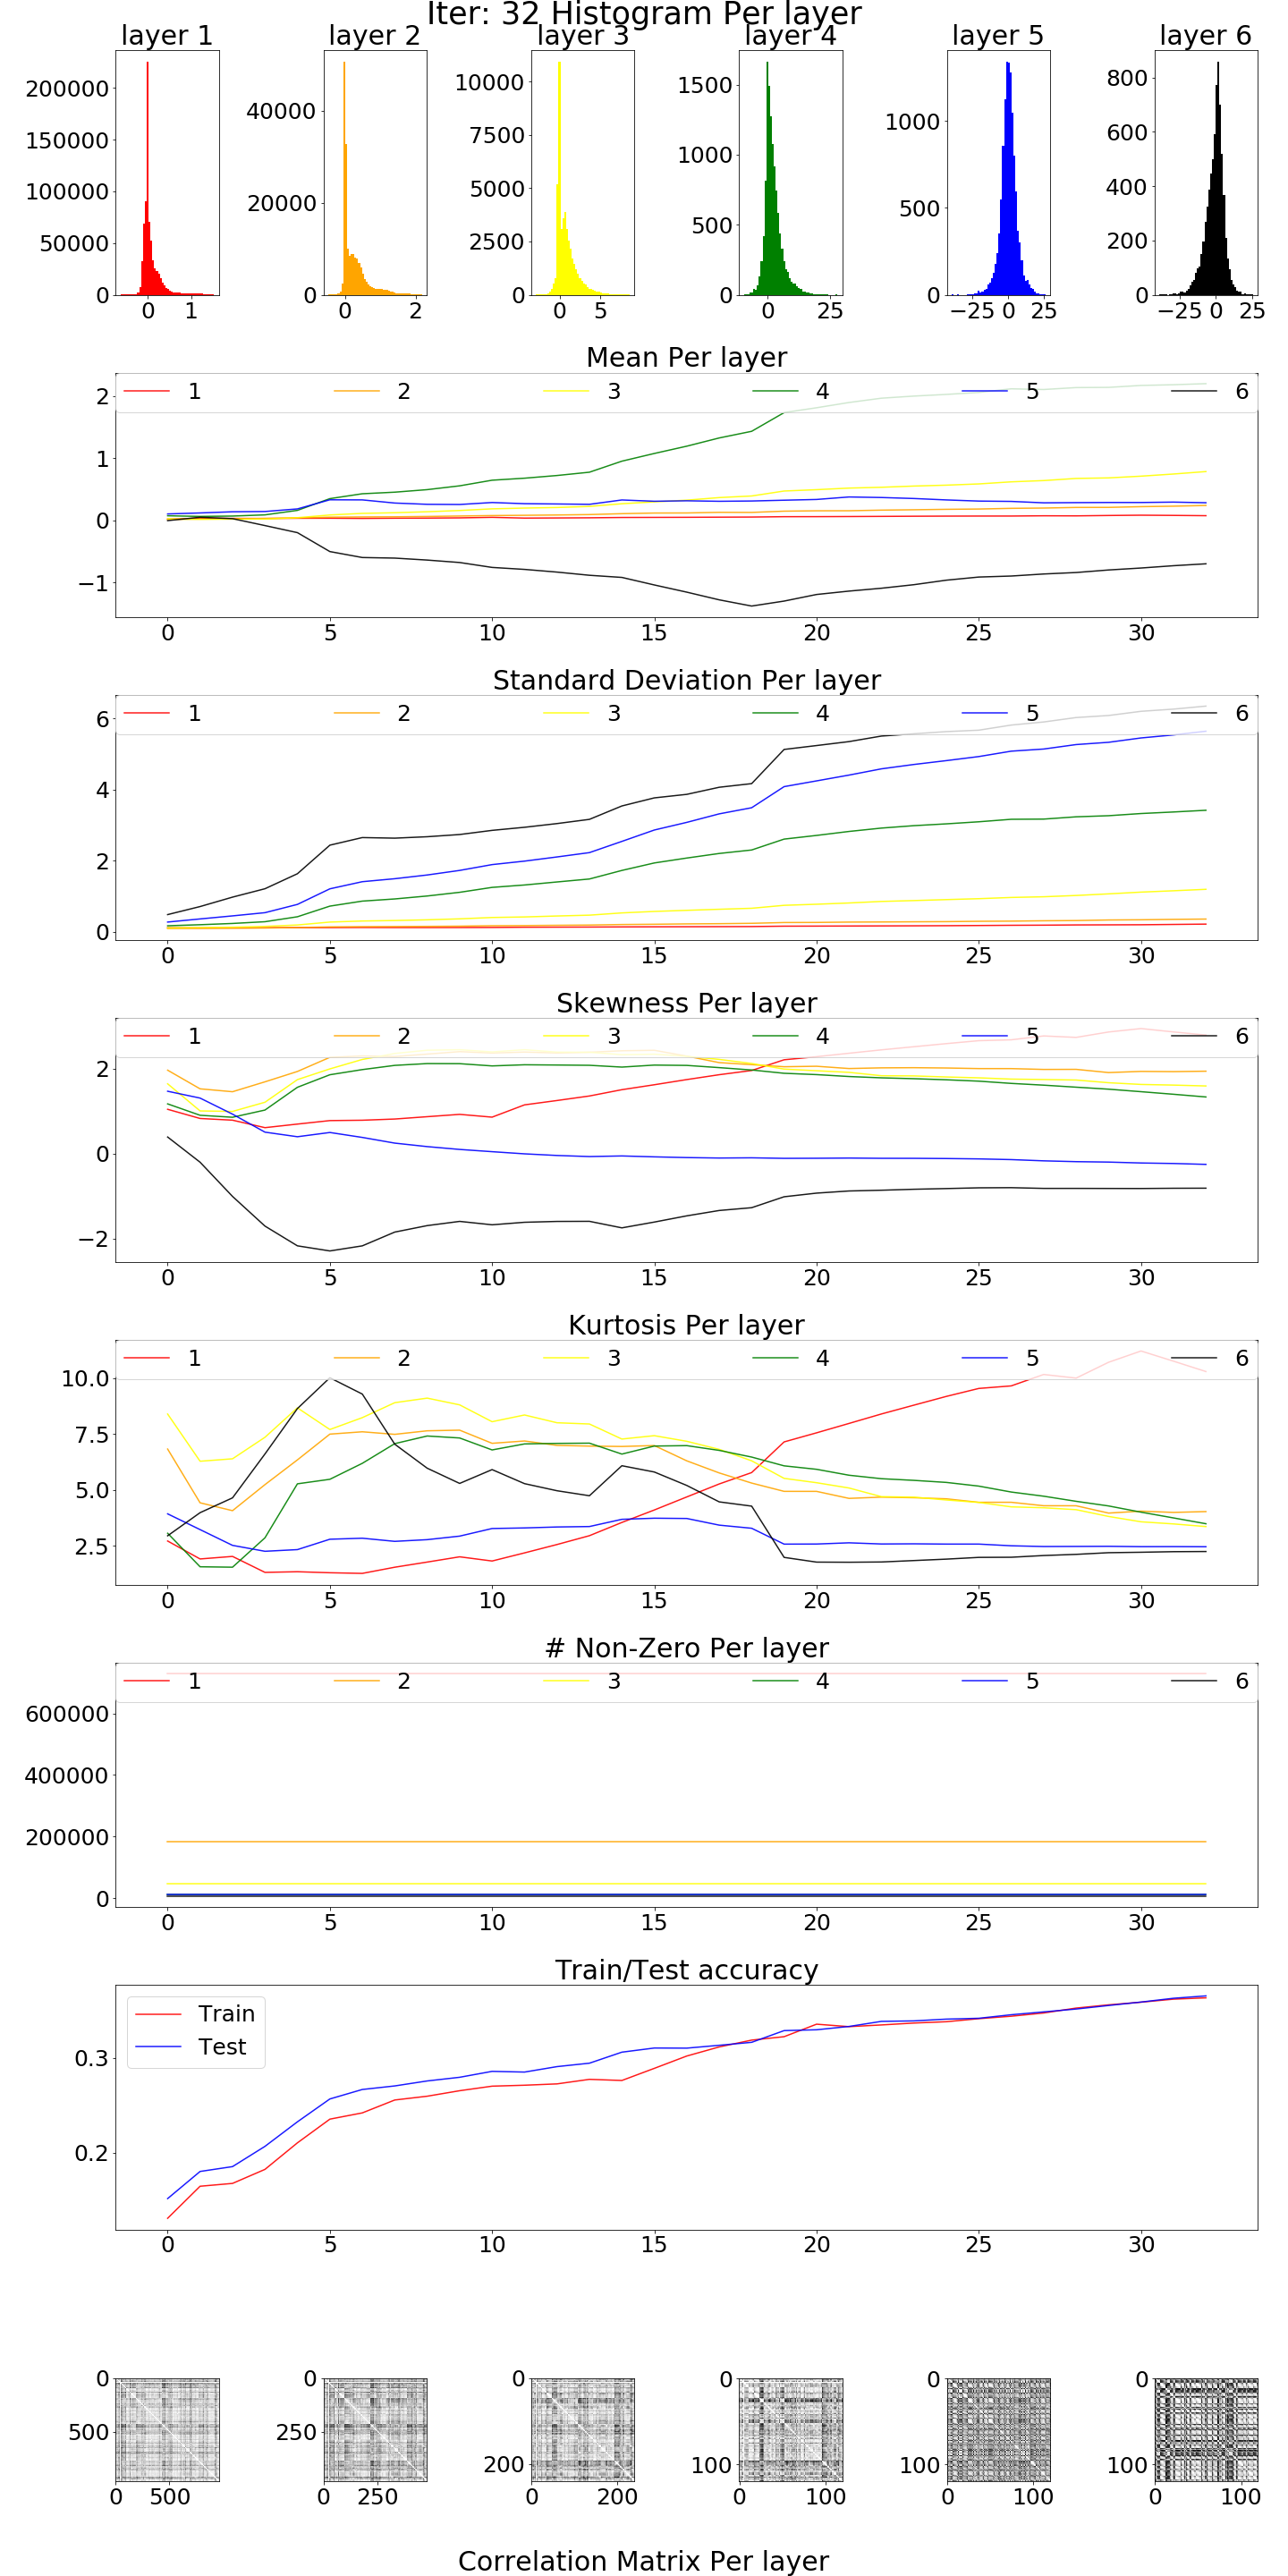 Iter: 32 Histogram Per layer
layer 1 layer 2 layer 3 layer 4 layer 5 layer 6
200000
150000
100000
50000
0
0 1
40000
20000
0
0 2
10000
7500
5000
2500
0
0 5
1500
1000
500
0
0 25
1000
500
0
−25 0 25
800
600
400
200
0
−25 0 25
Mean Per layer
1 2 3 4 5 6
2
1
0
−1
0 5 10 15 20 25 30
Standard Deviation Per layer
1 2 3 4 5 6
6
4
2
0
0 5 10 15 20 25 30
Skewness Per layer
1 2 3 4 5 6
2
0
−2
0 5 10 15 20 25 30
Kurtosis Per layer
1 2 3 4 5 6
10.0
7.5
5.0
2.5
0 5 10 15 20 25 30
# Non-Zero Per layer
1 2 3 4 5 6
600000
400000
200000
0
0 5 10 15 20 25 30
Train/Test accuracy
Train
Test
0.3
0.2
0 5 10 15 20 25 30
0
500
0 500
0
250
0 250
0
200
0 200
0
100
0 100
0
100
0 100
0
100
0 100
Correlation Matrix Per layer